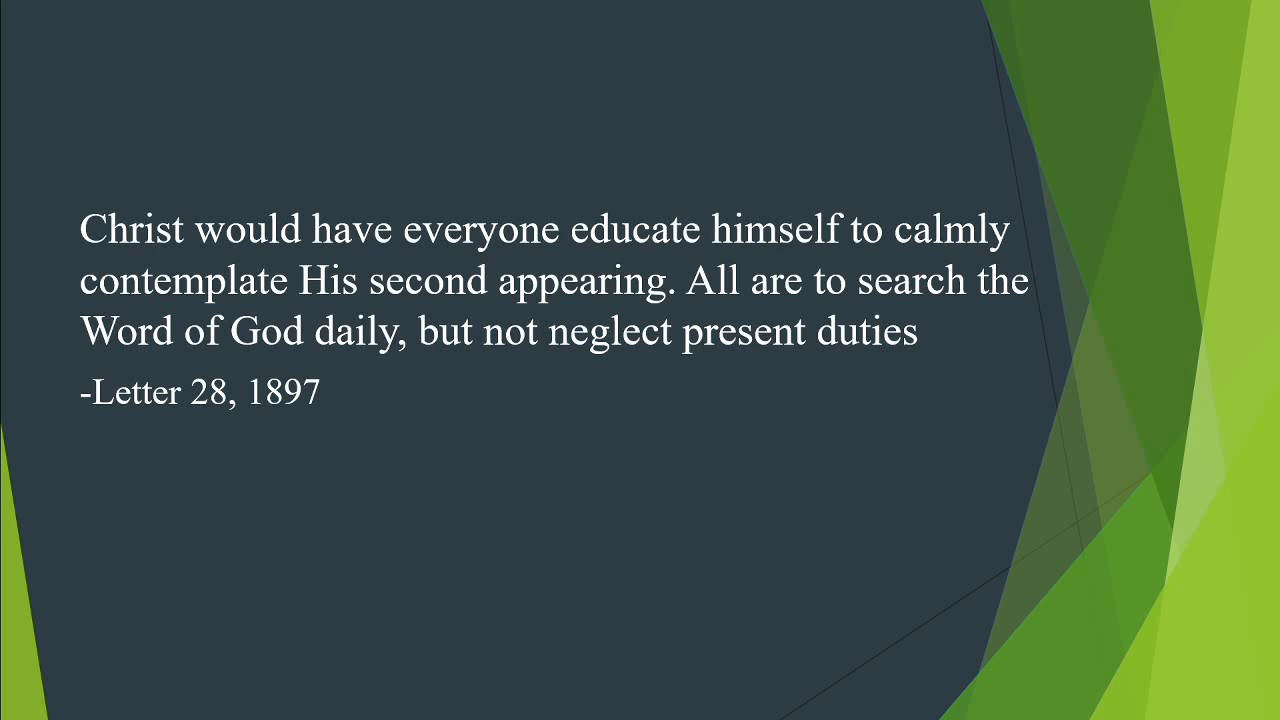 Christ would have everyone educate himself to calmly
contemplate His second appearing. All are to search the
Word of God daily, but not neglect present duties
-Letter 28, 1897